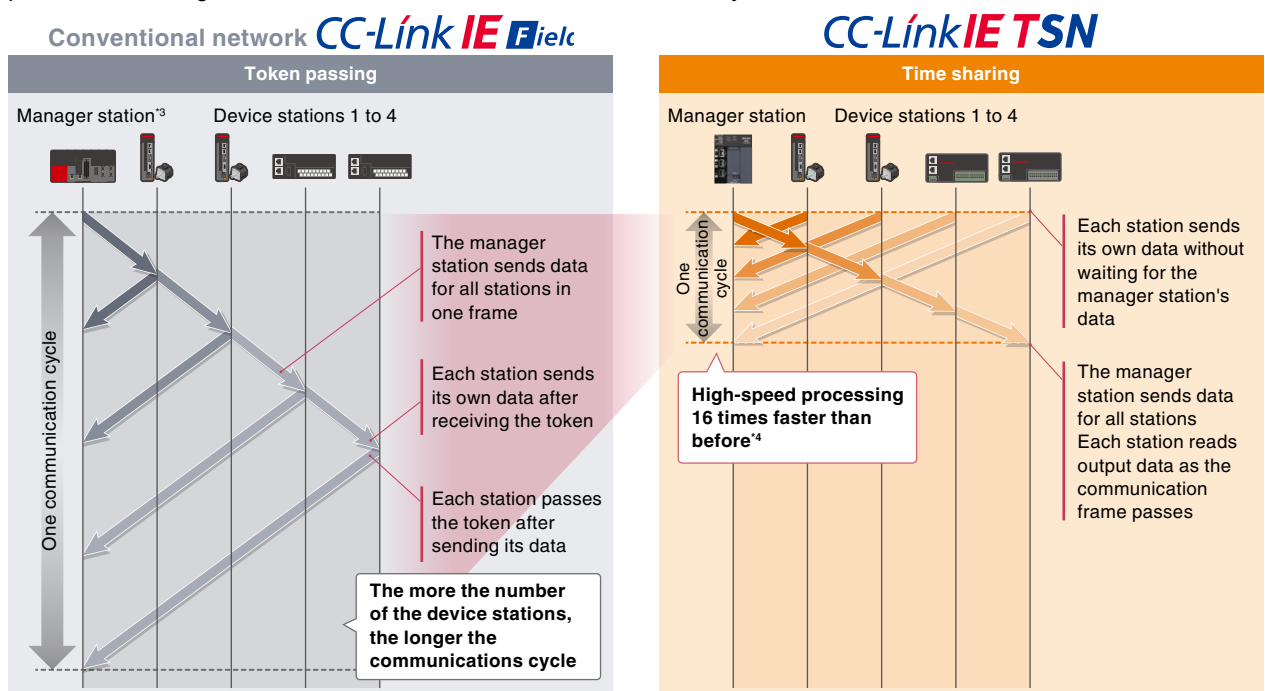 Conventional network CC-Link IE Field
Token passing
Manager station*3
Device stations 1 to 4
One communication cycle
The manager
station sends data
for all stations in
one frame
Each station sends
its own data after
receiving the token
Each station passes
the token after
sending its data
The more the number
of the device stations,
the longer the
communications cycle
CC-Link IE TSN
Time sharing
Manager station
Device stations 1 to 4
One
communication
cycle
Each station sends
its own data without
waiting for the
manager station's
data
High-speed processing
16 times faster than
before*4
The manager
station sends data
for all stations
Each station reads
output data as the
communication
frame passes